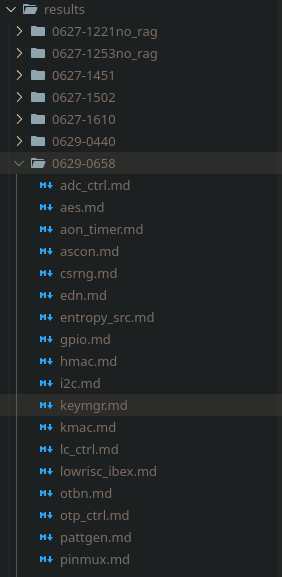 results
0627-1221no_rag
0627-1253no_rag
0627-1451
0627-1502
0627-1610
0629-0440
0629-0658
adc_ctrl.md
aes.md
aon_timer.md
ascon.md
csrng.md
edn.md
entropy_src.md
gpio.md
hmac.md
i2c.md
keymgr.md
kmac.md
lc_ctrl.md
lowrisc_ibex.md
otbn.md
otp_ctrl.md
pattgen.md
pinmux.md